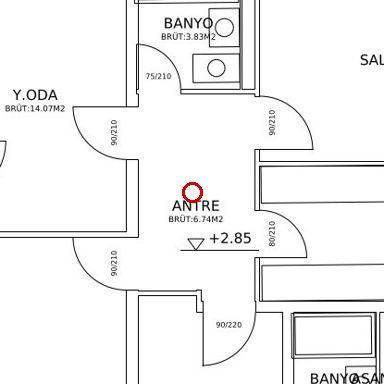 BANYO
BRÜT:3.83M2
SAL
75/210
Y.ODA
BRÜT:14.07M2
90/210
90/210
ANTRE
BRÜT:6.74M2
80/210
+2.85
90/210
90/220
BANYO
ASAN